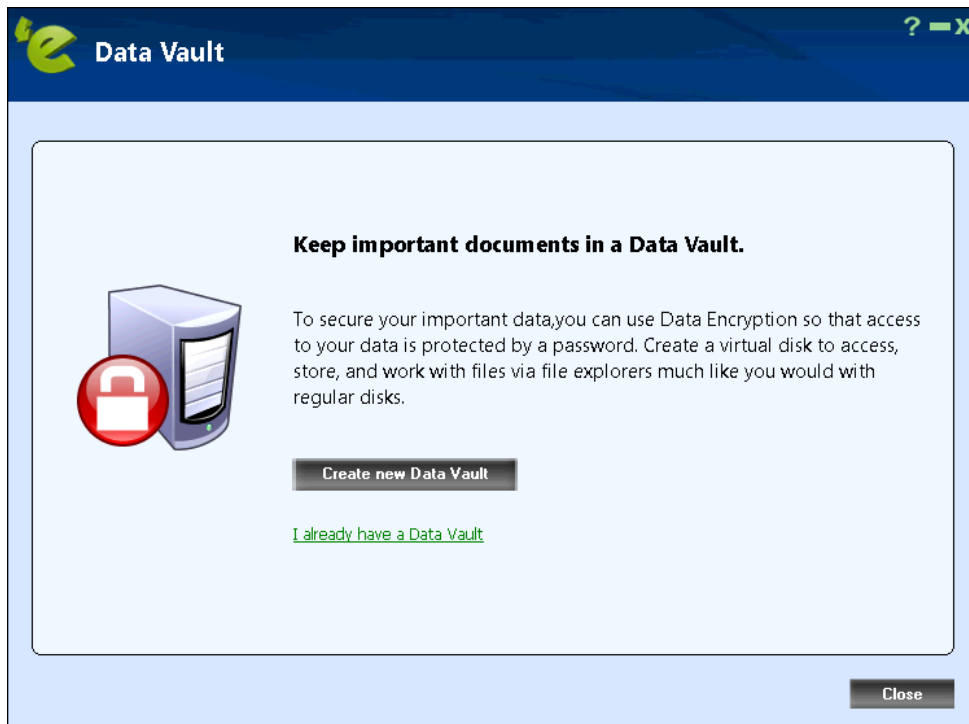 ? X
e Data Vault
Keep important documents in a Data Vault.
To secure your important data,you can use Data Encryption so that access
to your data is protected by a password. Create a virtual disk to access,
store, and work with files via file explorers much like you would with
regular disks.
Create new Data Vault
I already have a Data Vault
Close